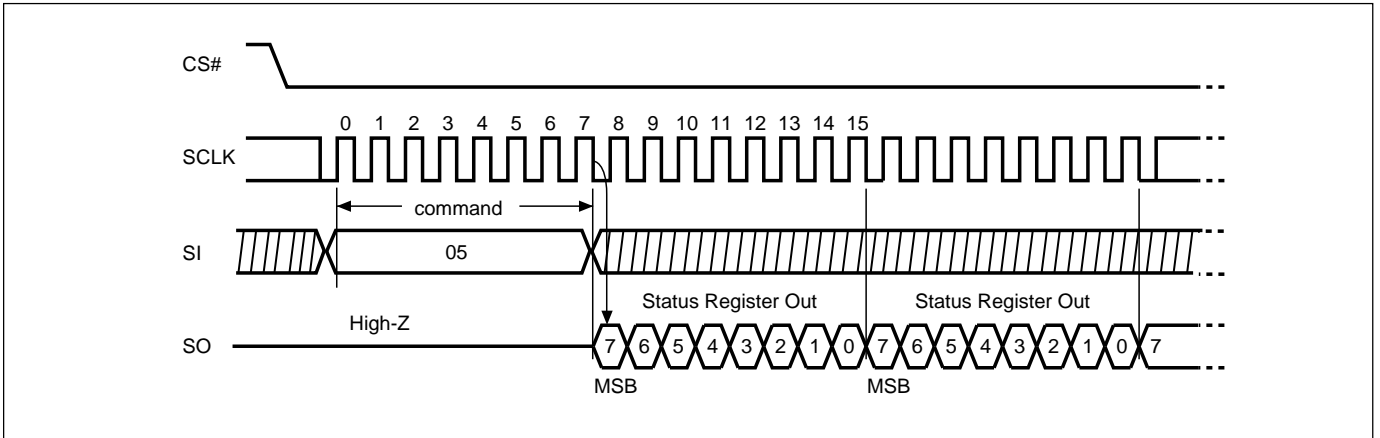 CS#
0 1 2 3 4 5 6 7 8 9 10 11 12 13 14 15
SCLK
command
SI 05
Status Register Out Status Register Out
High-Z
SO 7 6 5 4 3 2 1 0 7 6 5 4 3 2 1 0 7
MSB MSB